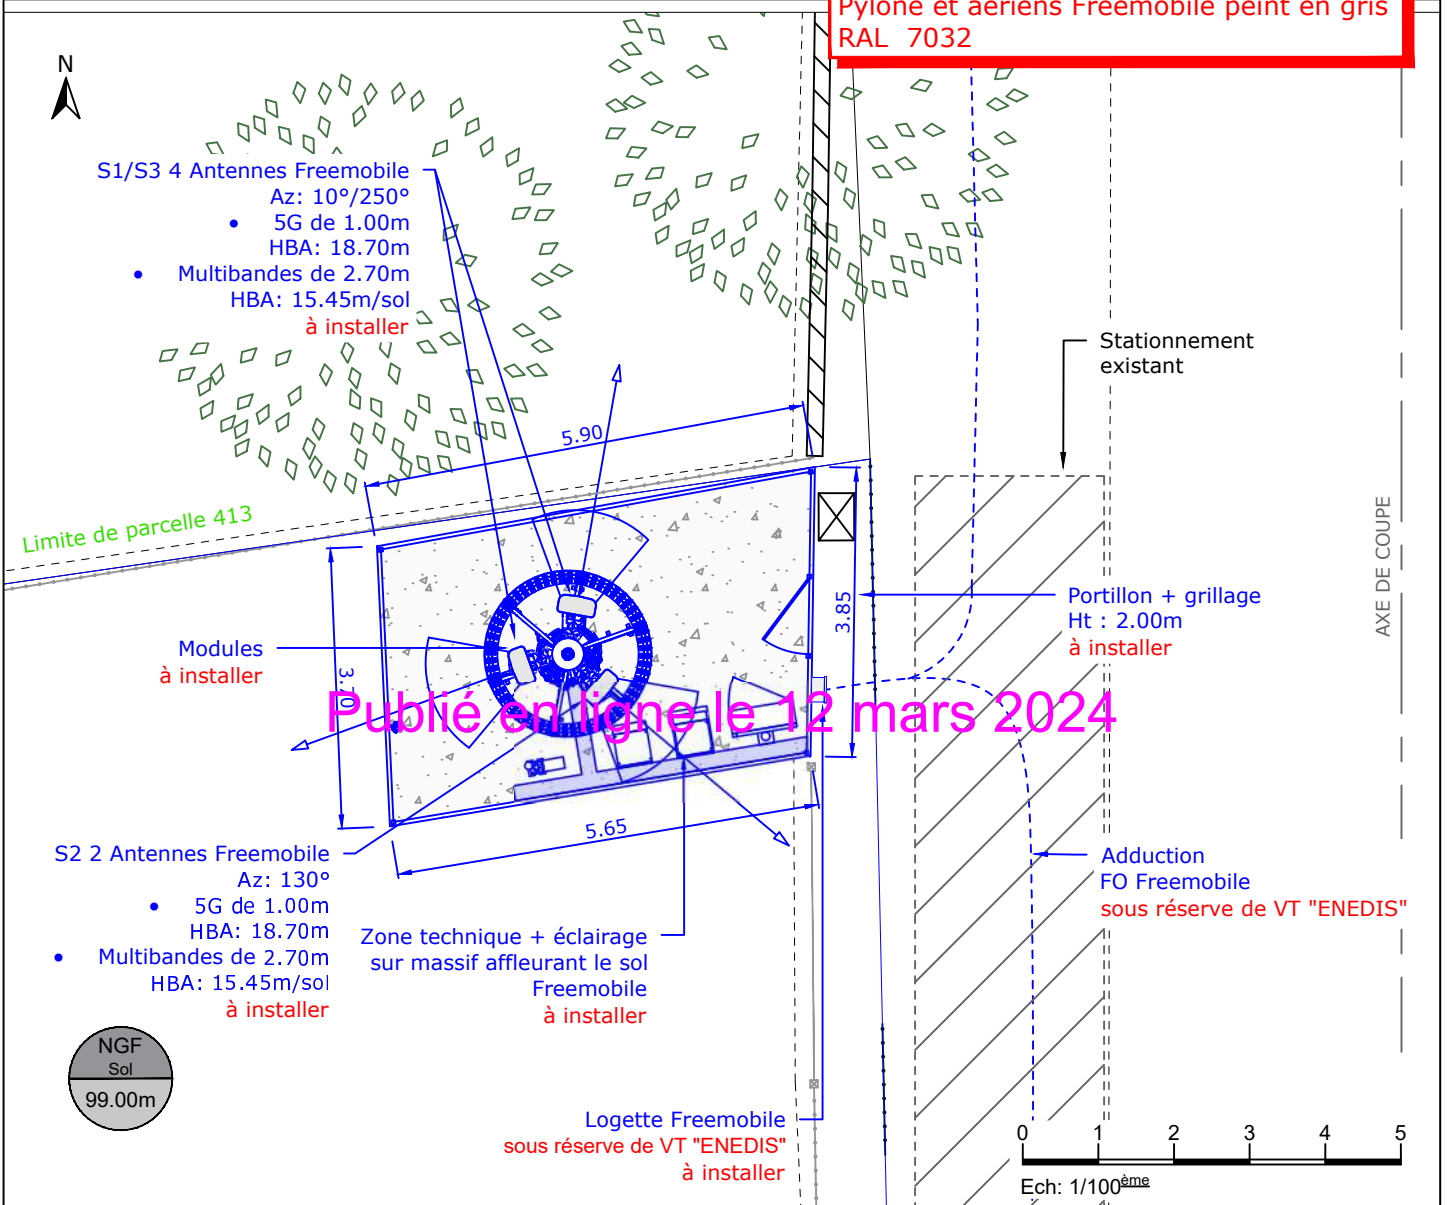 Pylône et aériens Freemobile peint en gris
RAL 7032
N
S1/S3 4 Antennes Freemobile
Az: 10°/250°
• 5G de 1.00m
HBA: 18.70m
• Multibandes de 2.70m
HBA: 15.45m/sol
à installer
Stationnement
existant
5.90
Limite de parcelle 413
AXE DE COUPE
Portillon + grillage
Ht : 2.00m
à installer
3.85
Modules
à installer
Publié en ligne le 12 mars 2024
5.65
S2 2 Antennes Freemobile
Az: 130°
• 5G de 1.00m
HBA: 18.70m
• Multibandes de 2.70m
HBA: 15.45m/sol
à installer
Adduction
FO Freemobile
sous réserve de VT "ENEDIS"
Zone technique + éclairage
sur massif affleurant le sol
Freemobile
à installer
NGF
Sol
99.00m
Logette Freemobile
sous réserve de VT "ENEDIS"
à installer
0 1 2 3 4 5
Ech: 1/100ème